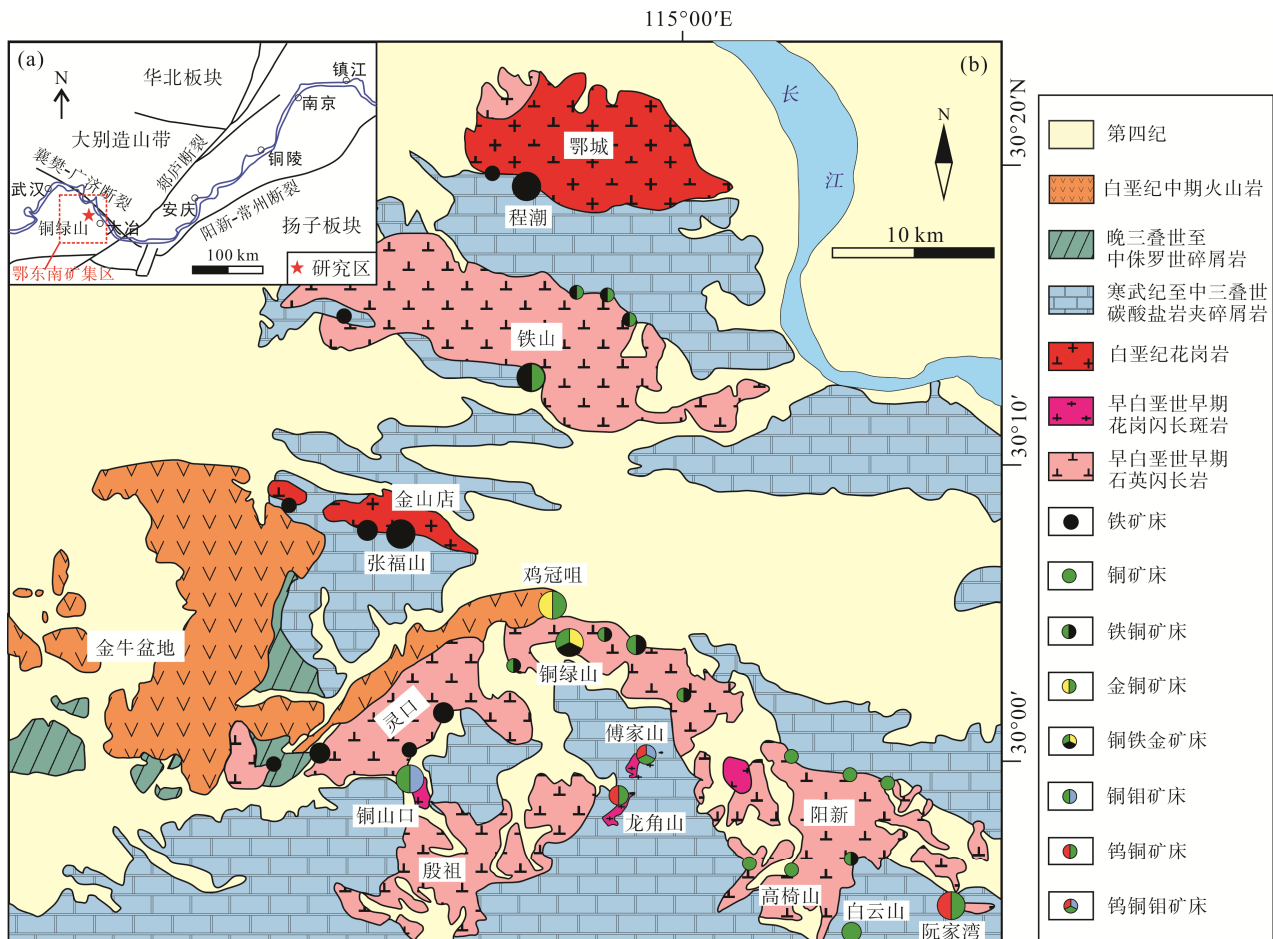 115°00′E
(a)
N
华北板块
镇江
南京
大别造山带
铜陵
襄樊-广济断裂
郯庐断裂
武汉
安庆
阳新-常州断裂
铜绿山
大冶
扬子板块
100 km
鄂东南矿集区
研究区
(b)
长
江
N
10 km
30°20′N
30°10′
30°00′
鄂城
程潮
铁山
金山店
张福山
鸡冠咀
金牛盆地
铜绿山
灵口
傅家山
铜山口
龙角山
阳新
殷祖
高椅山
白云山
阮家湾
第四纪
白垩纪中期火山岩
晚三叠世至
中侏罗世碎屑岩
寒武纪至中三叠世
碳酸盐岩夹碎屑岩
白垩纪花岗岩
早白垩世早期
花岗闪长斑岩
早白垩世早期
石英闪长岩
铁矿床
铜矿床
铁铜矿床
金铜矿床
铜铁金矿床
铜钼矿床
钨铜矿床
钨铜钼矿床